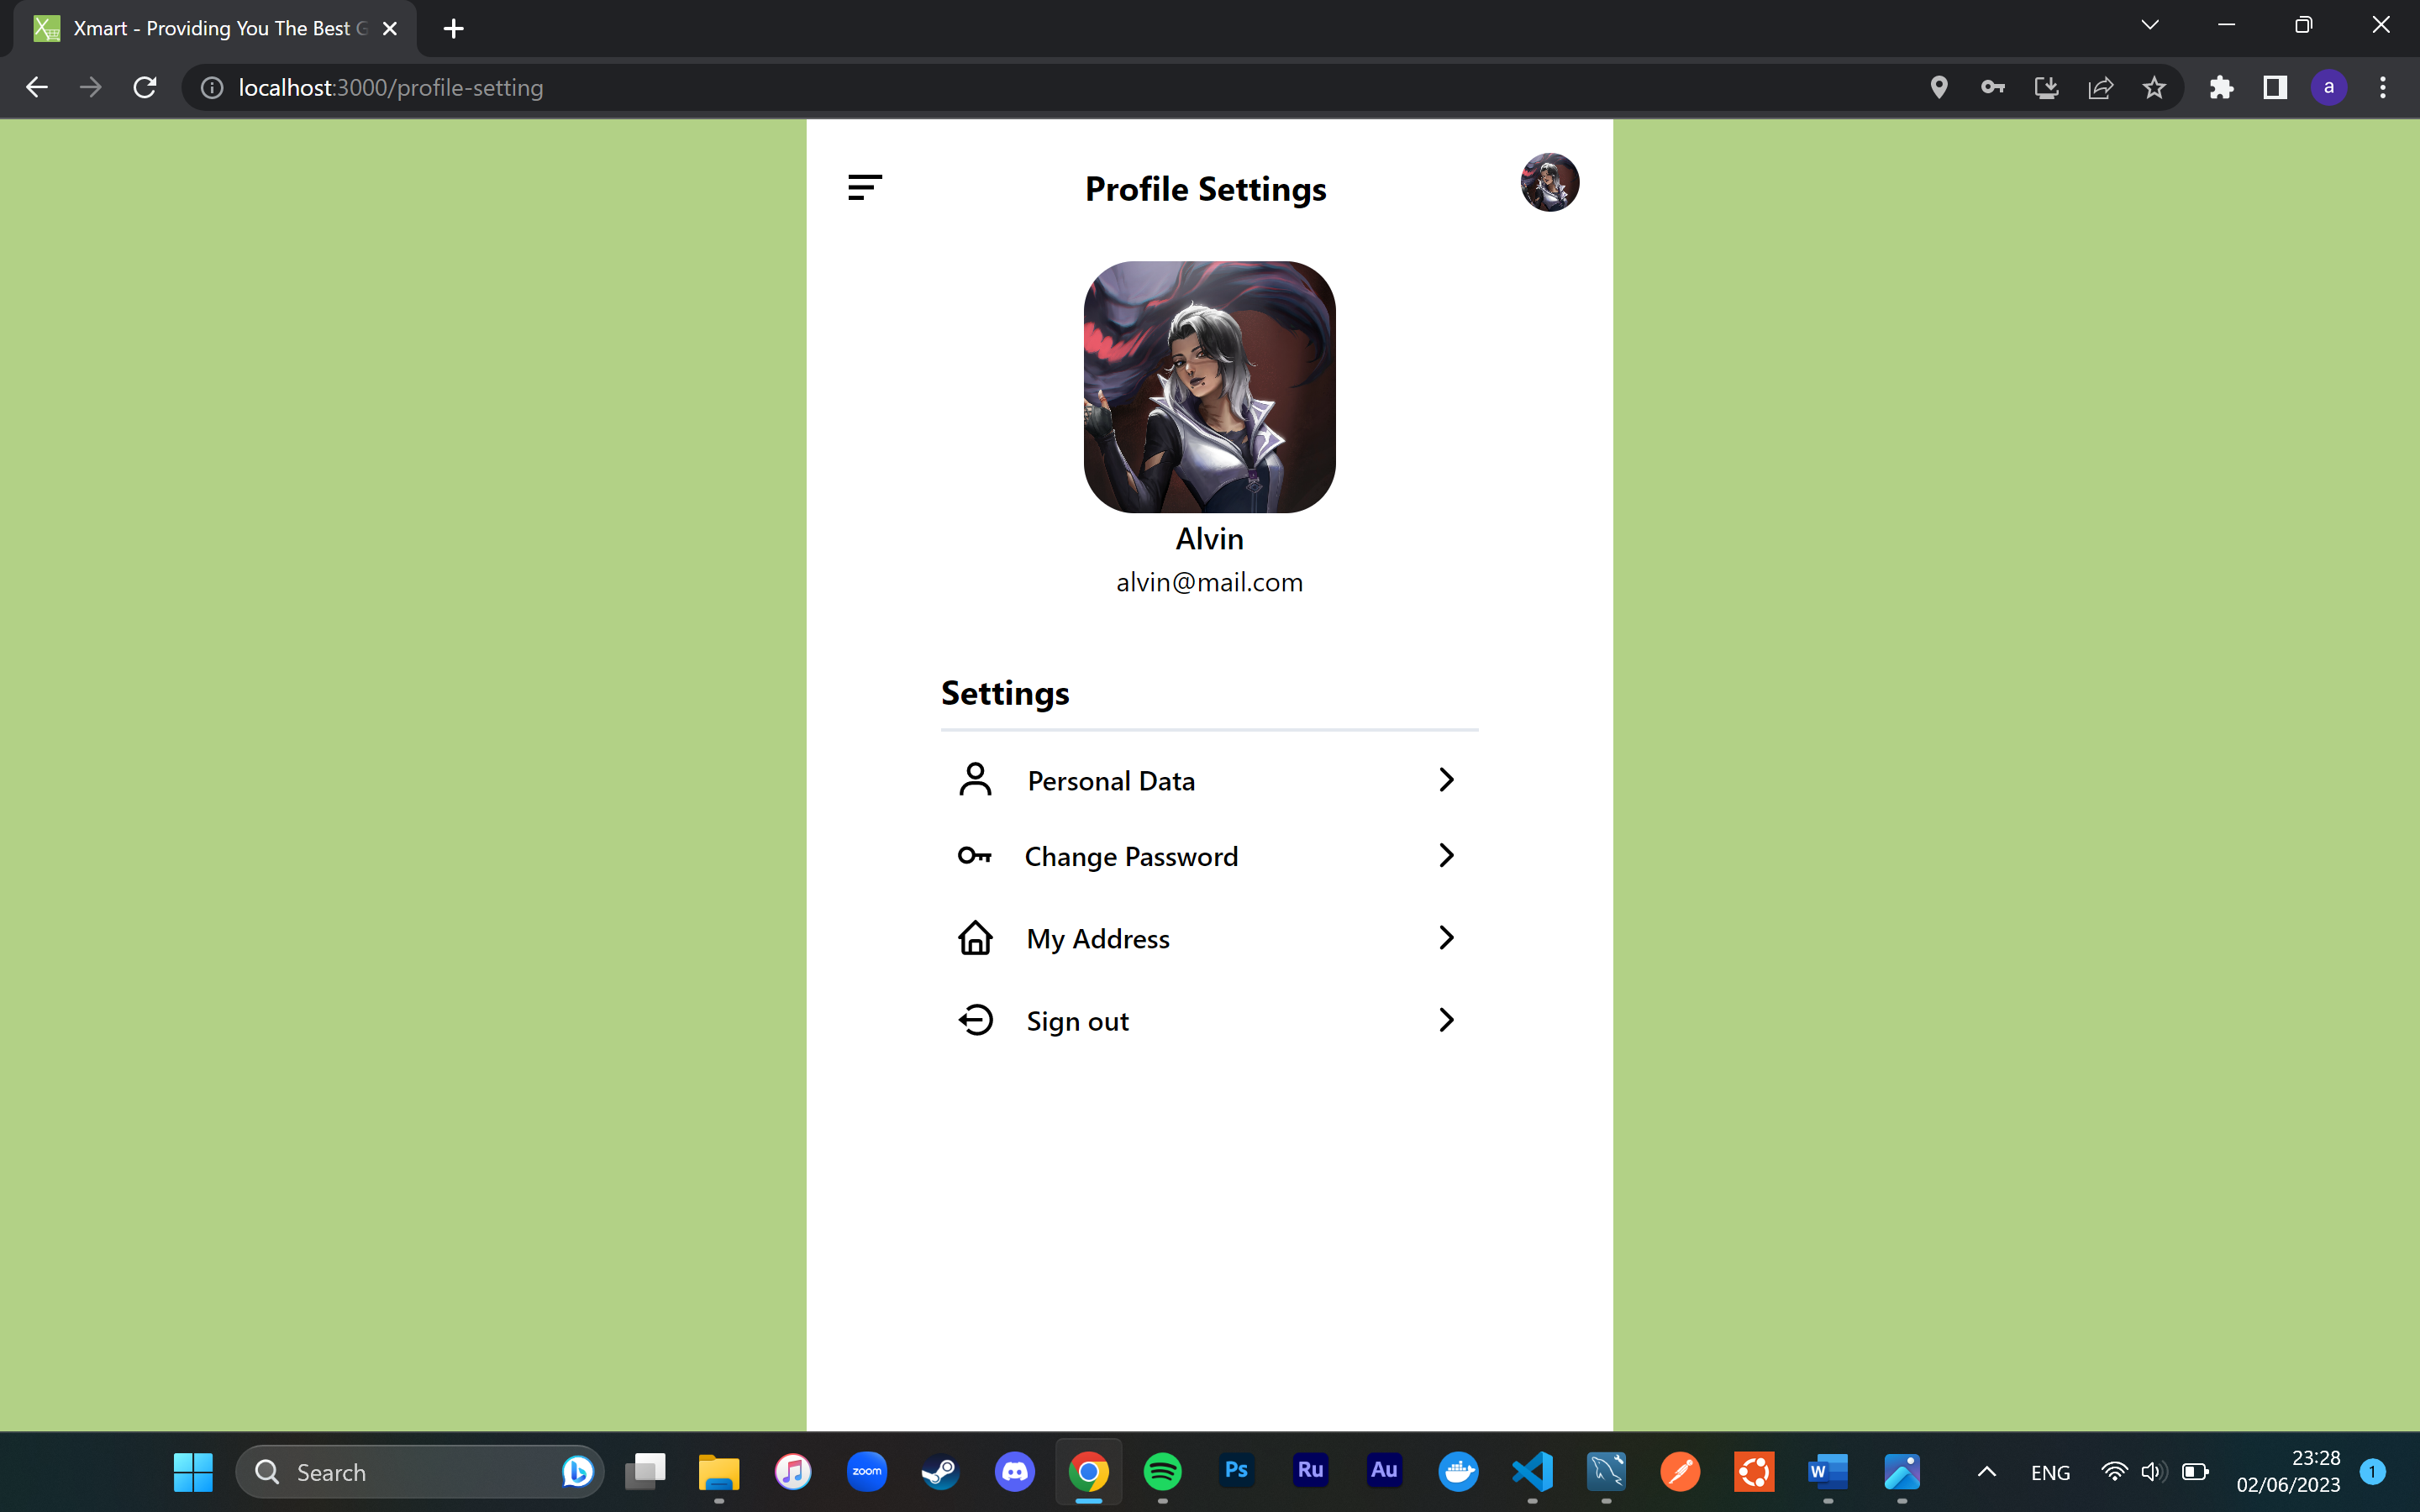 Xmart - Providing You The Best G
localhost:3000/profile-setting
a
Profile Settings
Alvin
alvin@mail.com
Settings
Personal Data
Change Password
My Address
Sign out
Search
zoom
Ps
Ru
Au
W
ENG
23:28
02/06/2023
1